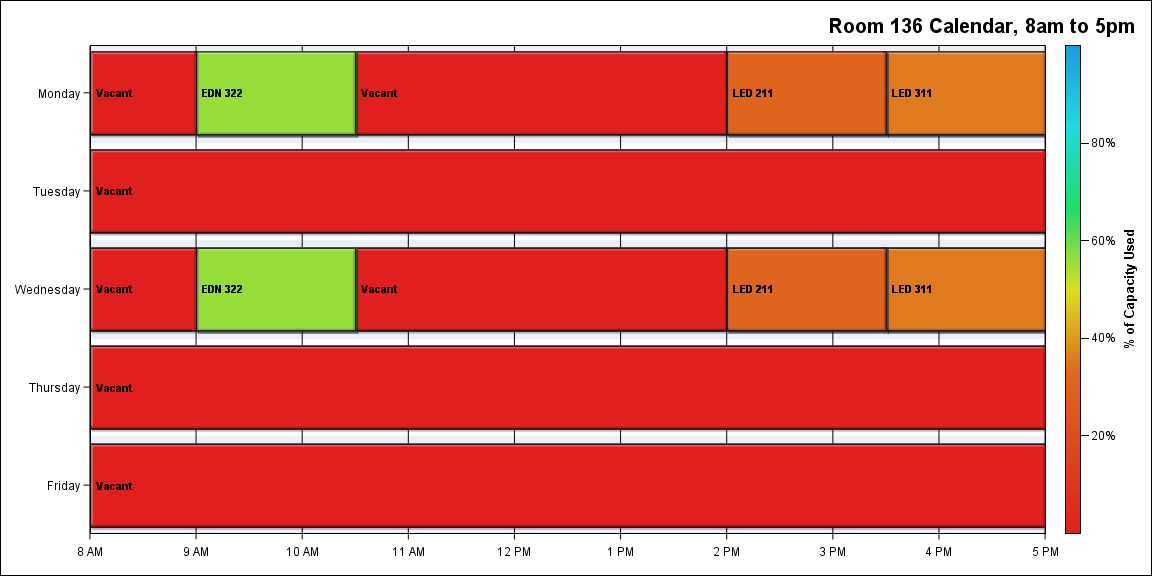 Room 136 Calendar, 8am to 5pm
Monday
Vacant
EDN 322
Vacant
LED 211
LED 311
80%
Tuesday
Vacant
60%
% of Capacity Used
Wednesday
Vacant
EDN 322
Vacant
LED 211
LED 311
40%
Thursday
Vacant
20%
Friday
Vacant
8 AM
9 AM
10 AM
11 AM
12 PM
1 PM
2 PM
3 PM
4 PM
5 PM